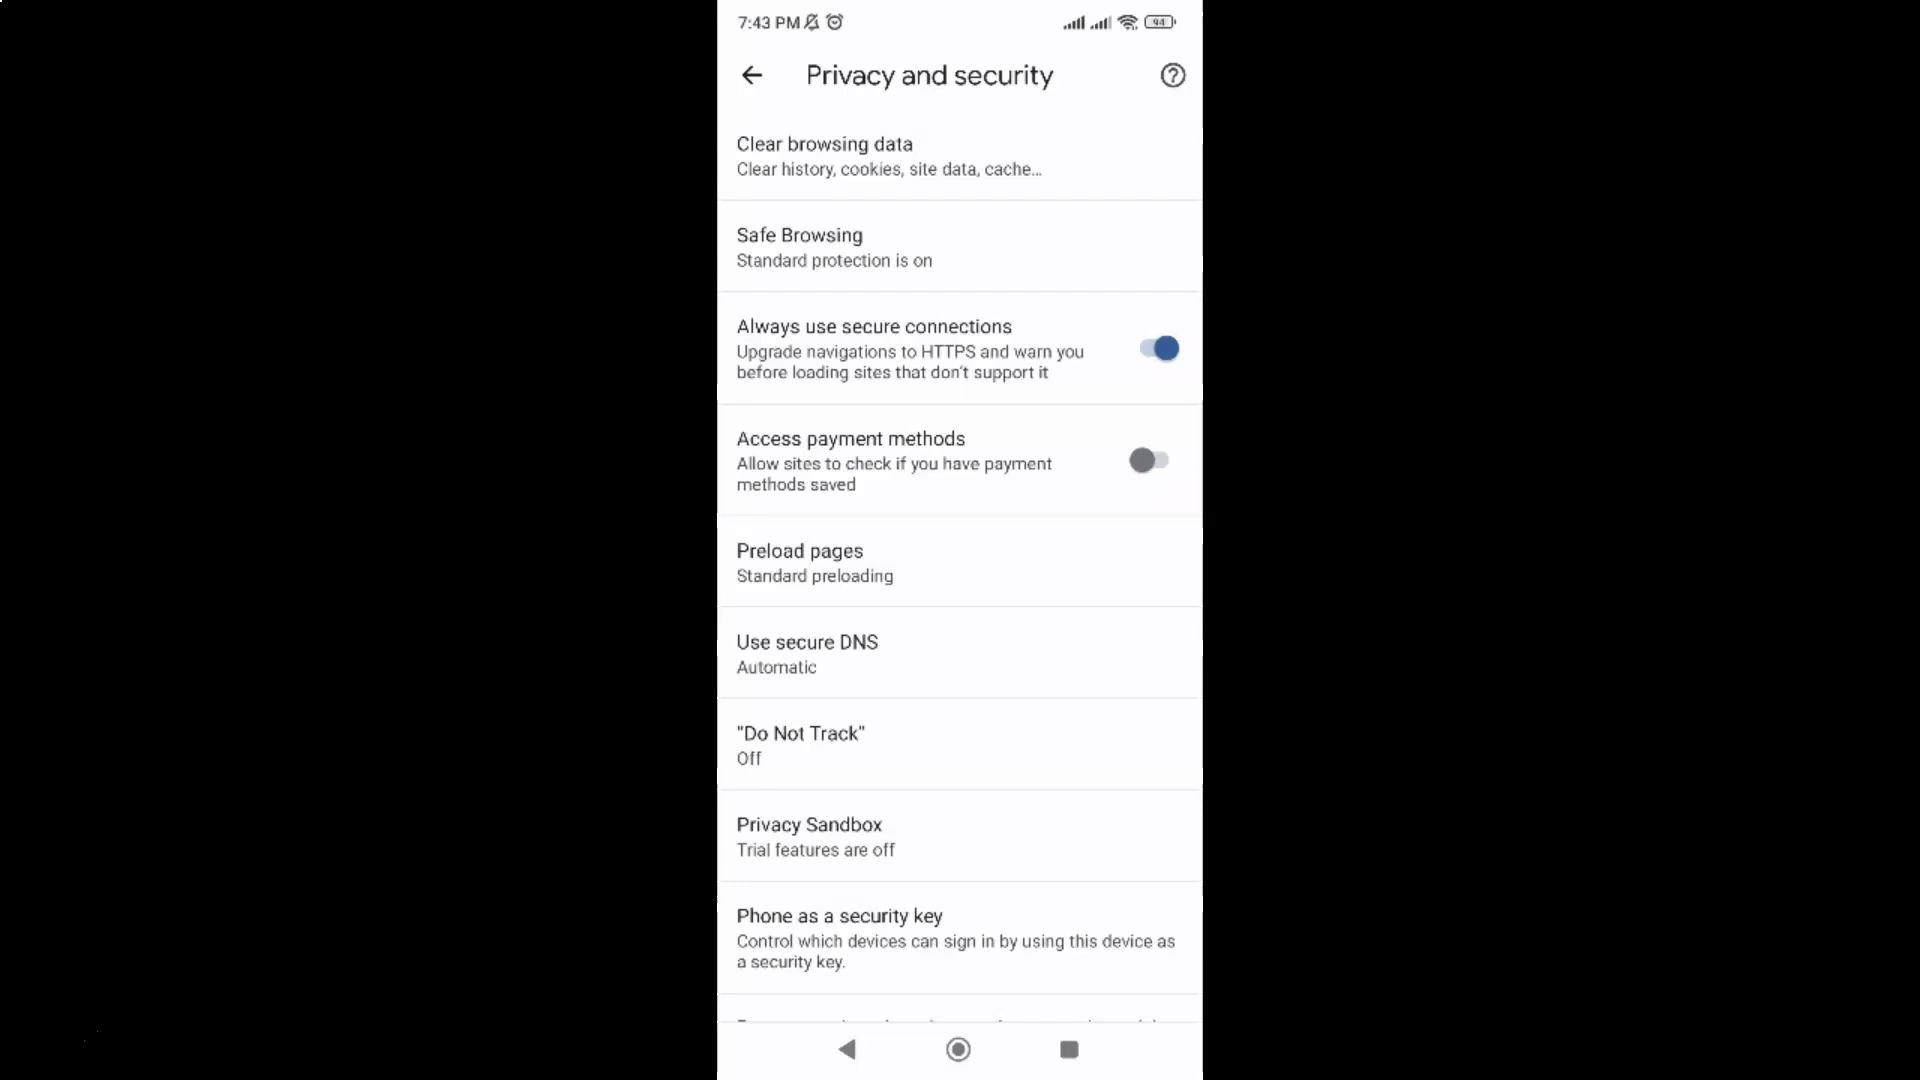 7:43 PM
94
Privacy and security
Clear browsing data
Clear history, cookies, site data, cache...
Safe Browsing
Standard protection is on
Always use secure connections
Upgrade navigations to HTTPS and warn you
before loading sites that don't support it
Access payment methods
Allow sites to check if you have payment
methods saved
Preload pages
Standard preloading
Use secure DNS
Automatic
"Do Not Track"
Off
Privacy Sandbox
Trial features are off
Phone as a security key
Control which devices can sign in by using this device as
a security key.